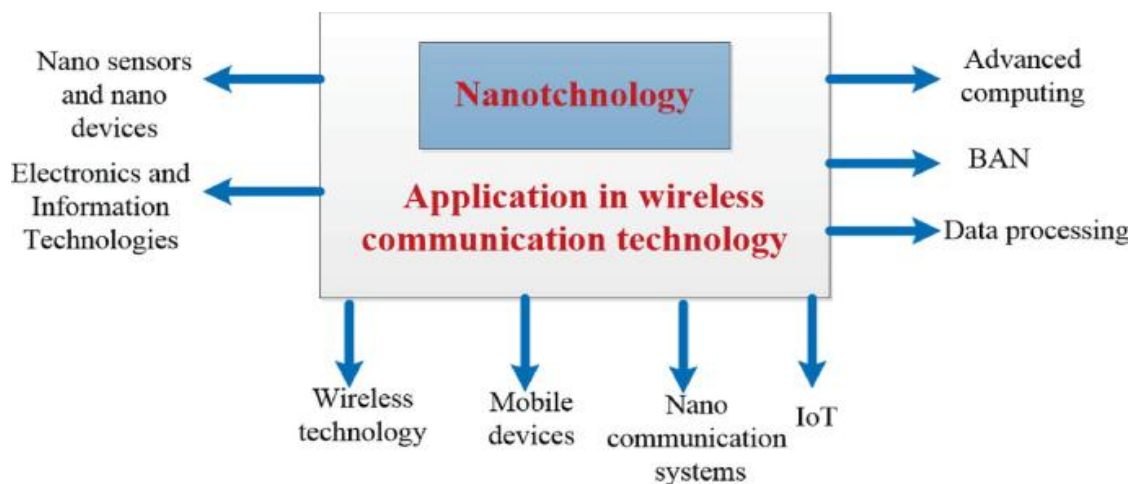 Nanotchnology
Application in wireless
communication technology
Nano sensors
and nano
devices
Electronics and
Information
Technologies
Advanced
computing
BAN
Data processing
Wireless
technology
Mobile
devices
Nano
communication
systems
IoT